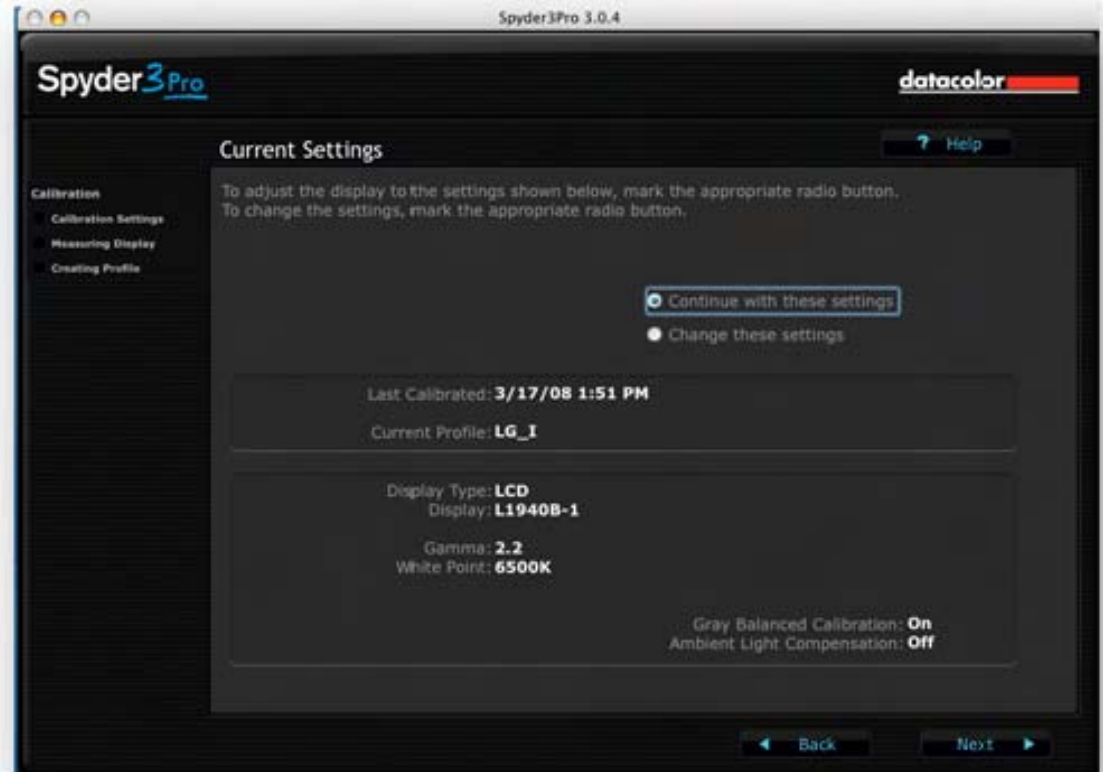 Spyder3Pro 3.0.4
Spyder3Pro
datacolor
? Help
Current Settings
Calibration
Calibration Settings
Measuring Display
Creating Profile
To adjust the display to the settings shown below, mark the appropriate radio button.
To change the settings, mark the appropriate radio button.
Continue with these settings
Change these settings
Last Calibrated: 3/17/08 1:51 PM
Current Profile: LG_I
Display Type: LCD
Display: L1940B-1
Gamma: 2.2
White Point: 6500K
Gray Balanced Calibration: On
Ambient Light Compensation: Off
Back
Next